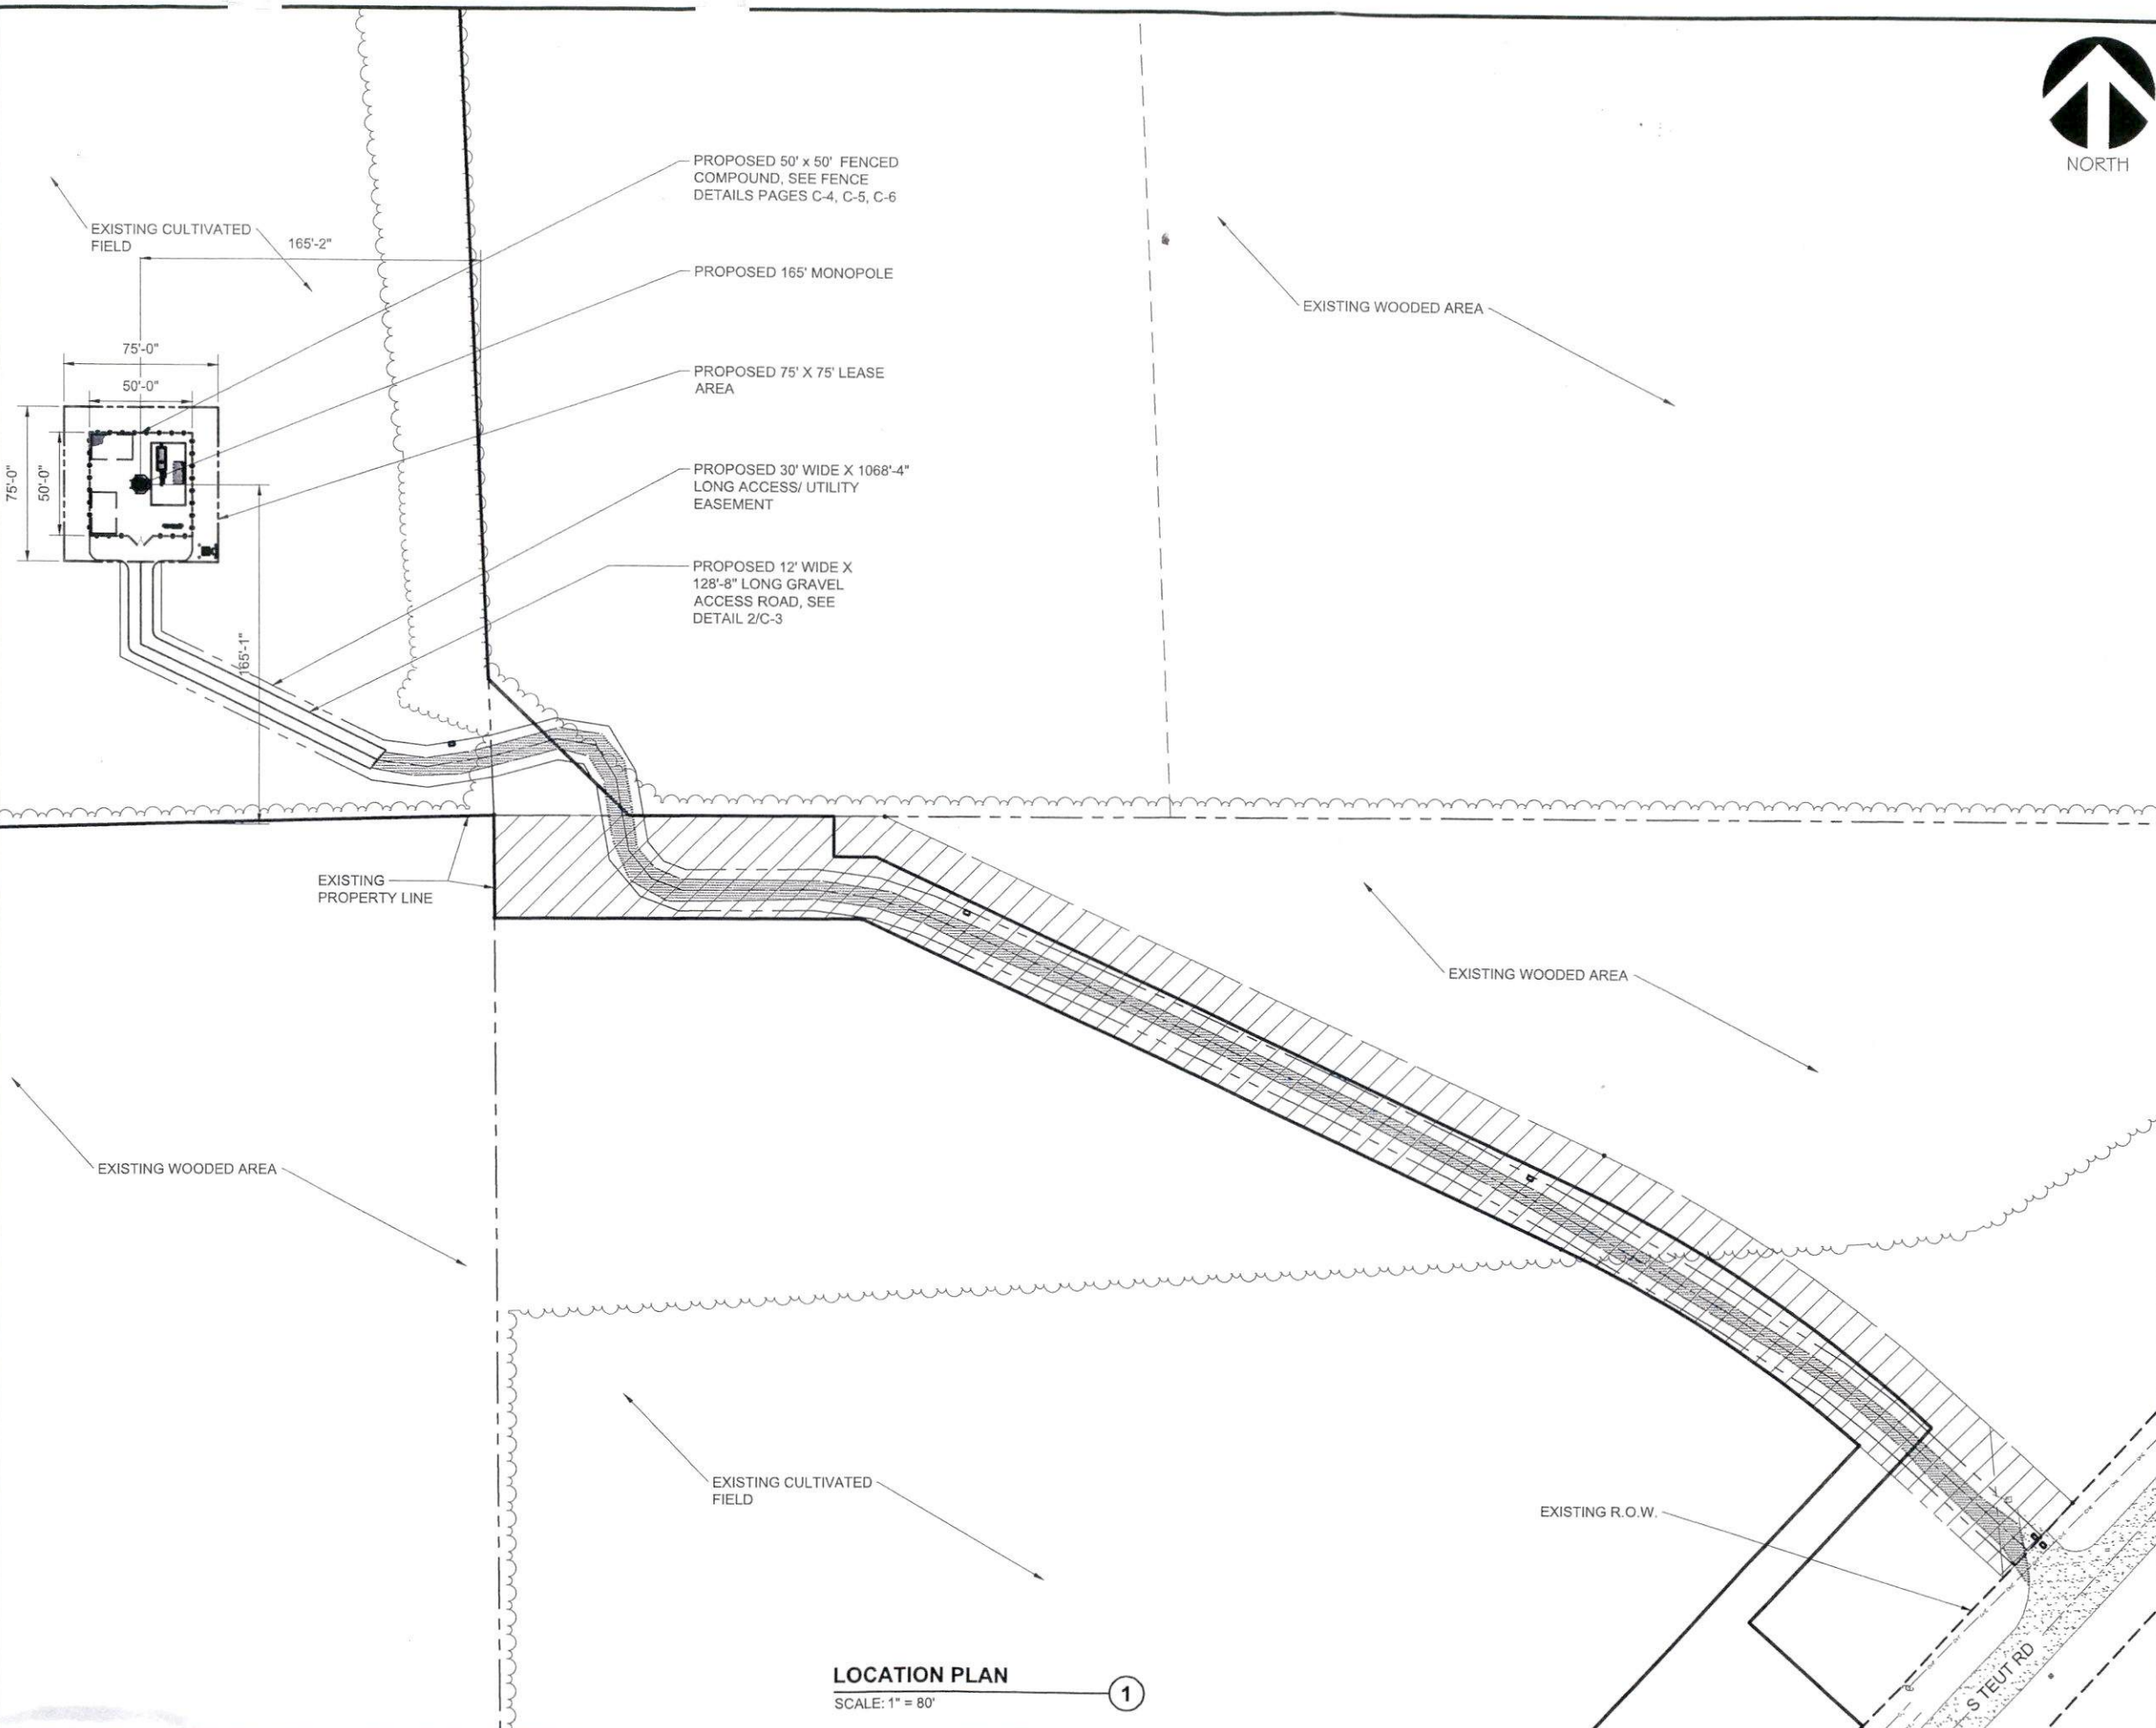 NORTH
PROPOSED 50' x 50' FENCED
COMPOUND, SEE FENCE
DETAILS PAGES C-4, C-5, C-6
EXISTING CULTIVATED
FIELD
165'-2"
PROPOSED 165' MONOPOLE
EXISTING WOODED AREA
75'-0"
50'-0"
PROPOSED 75' X 75' LEASE
AREA
75'-0"
50'-0"
PROPOSED 30' WIDE X 1068'-4"
LONG ACCESS/ UTILITY
EASEMENT
PROPOSED 12' WIDE X
128'-8" LONG GRAVEL
ACCESS ROAD, SEE
DETAIL 2/C-3
165'-1"
EXISTING
PROPERTY LINE
EXISTING WOODED AREA
EXISTING WOODED AREA
EXISTING CULTIVATED
FIELD
EXISTING R.O.W.
S TEUT RD
LOCATION PLAN
1
SCALE: 1" = 80'